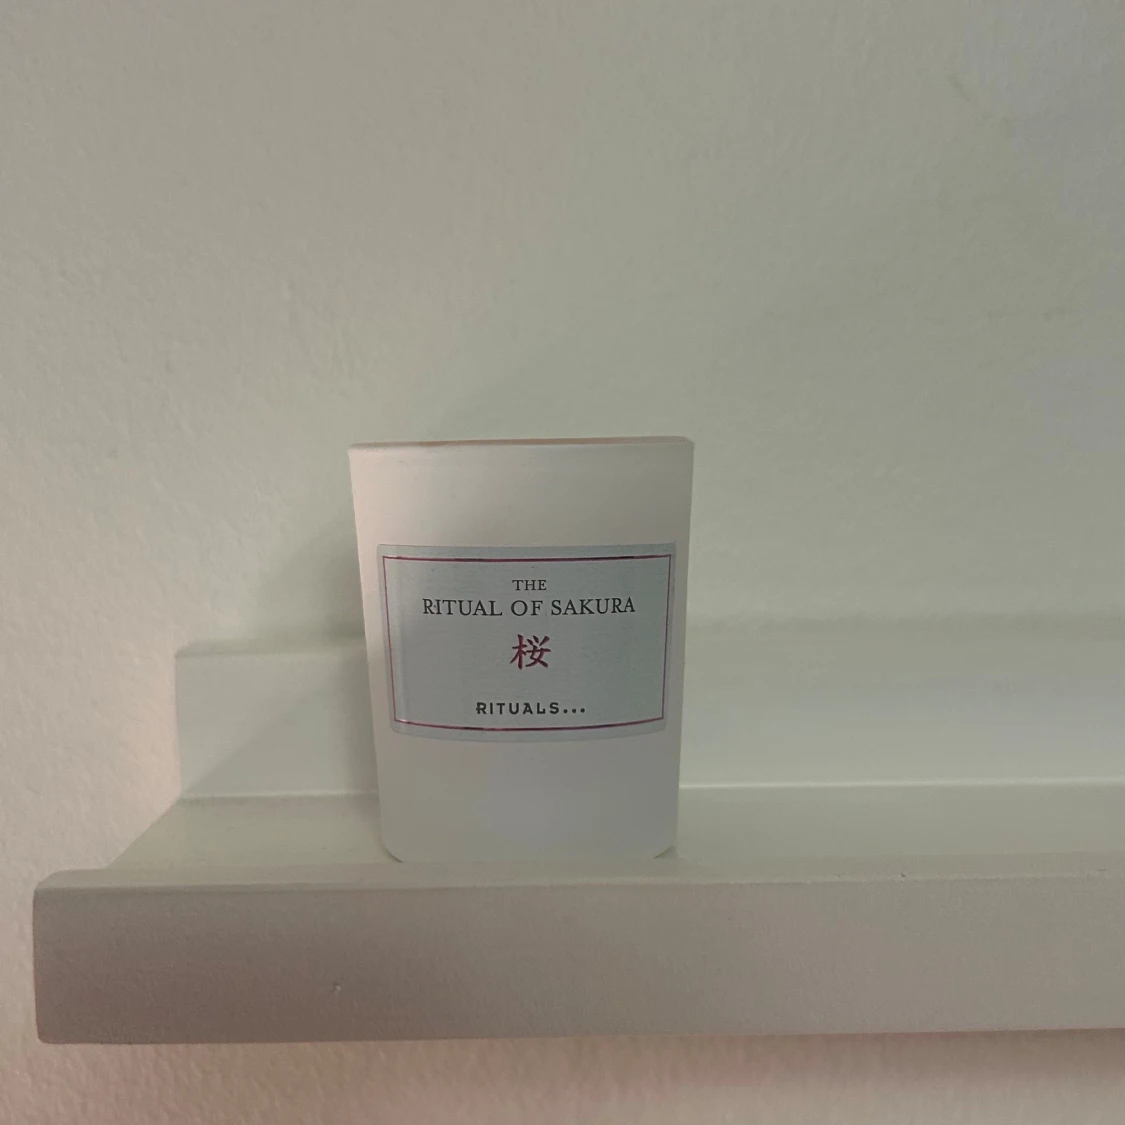 THE
RITUAL OF SAKURA
桜
RITUALS...